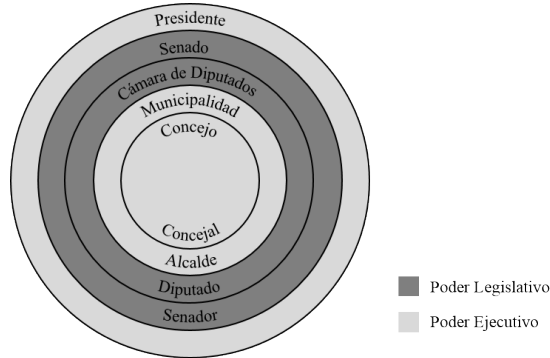 Presidente
Senado
Cámara de Diputados
Municipalidad
Concejo
Concejal
Alcalde
Diputado
Senador
Poder Legislativo
Poder Ejecutivo